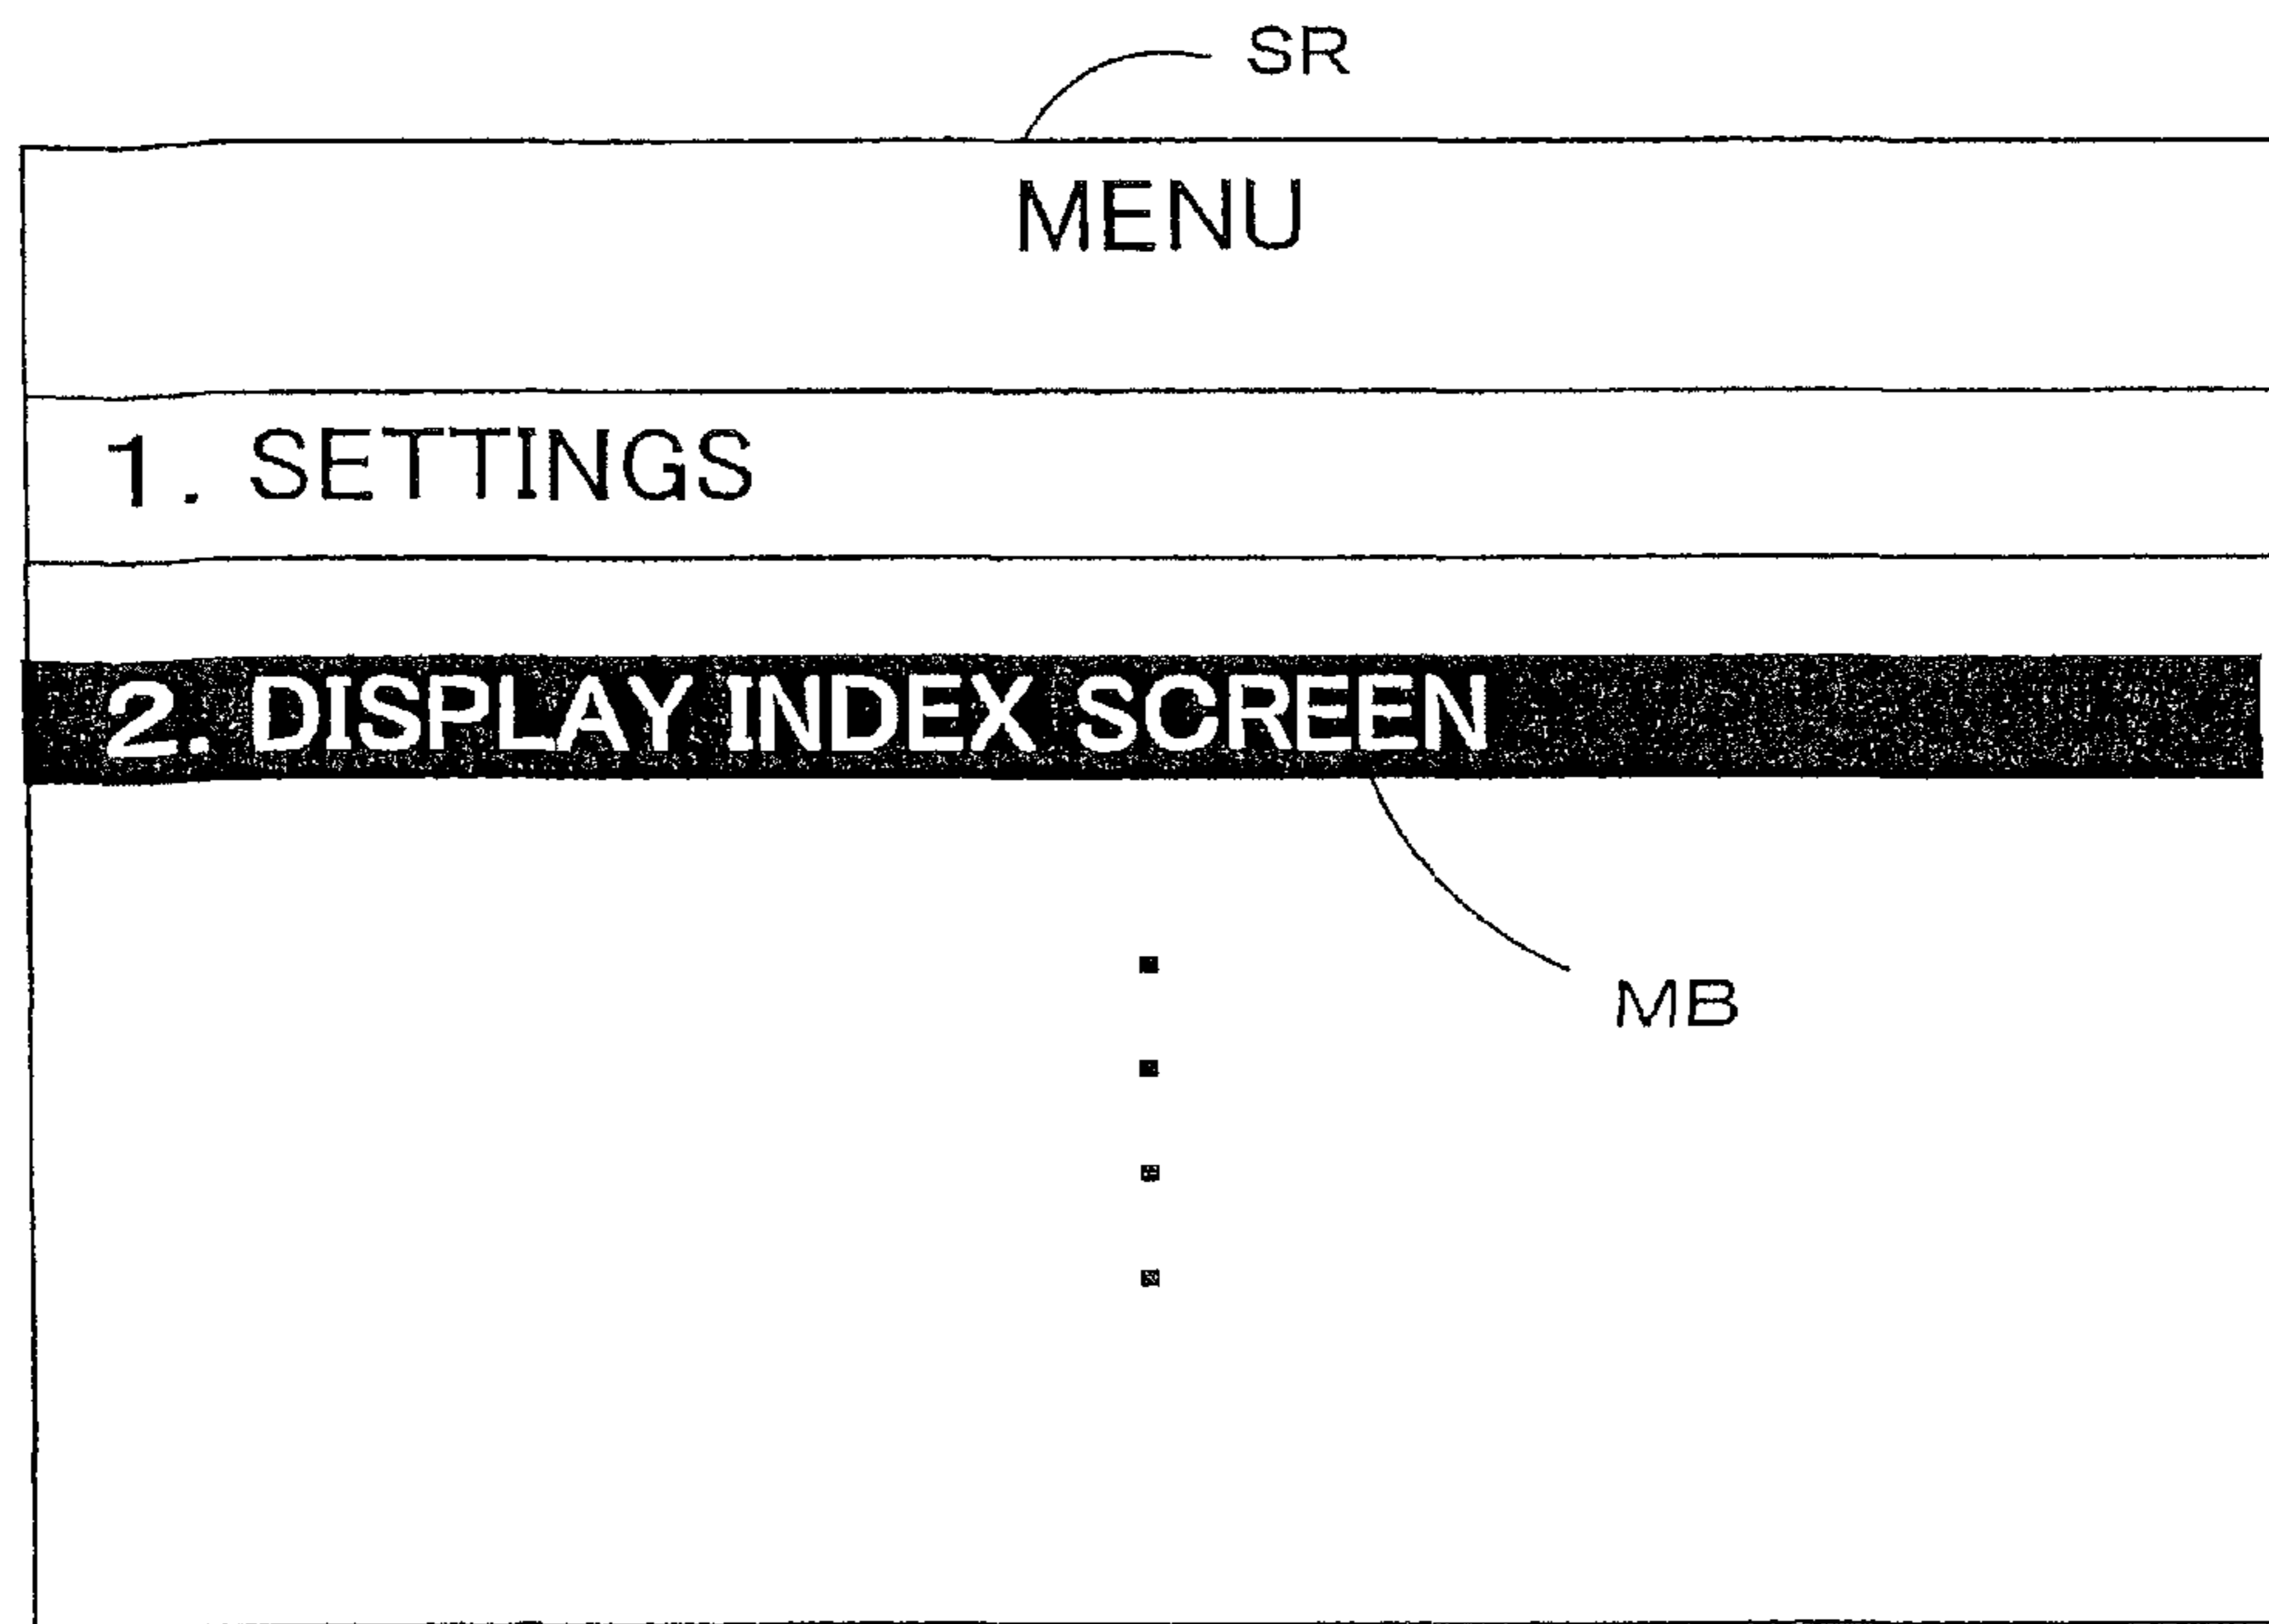 SR
MENU
1. SETTINGS
2. DISPLAY INDEX SCREEN
MB